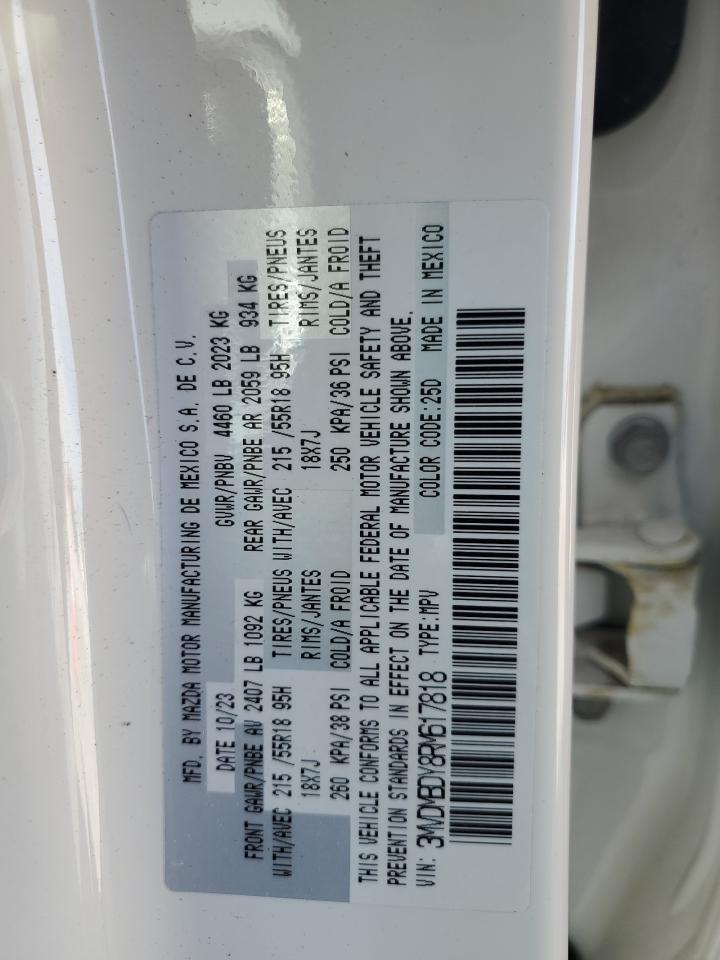 MFD. BY MAZDA MOTOR MANUFACTURING DE MEXICO S.A. DE C.V.
DATE 10/23 GVWR/PNBV 4460 LB 2023 KG
FRONT GAWR/PNBE AV 2407 LB 1092 KG REAR GAWR/PNBE AR 2059 LB 934 KG
WITH/AVEC 215 /55R18 95H TIRES/PNEUS WITH/AVEC 215 /55R18 95H TIRES/PNEUS
18X7J RIMS/JANTES 18X7J RIMS/JANTES
260 KPA/38 PSI COLD/A FROID 250 KPA/36 PSI COLD/A FROID
THIS VEHICLE CONFORMS TO ALL APPLICABLE FEDERAL MOTOR VEHICLE SAFETY AND THEFT
PREVENTION STANDARDS IN EFFECT ON THE DATE OF MANUFACTURE SHOWN ABOVE.
VIN: 3MVDMBDY8RM617818 TYPE:MPV COLOR CODE:25D MADE IN MEXICO